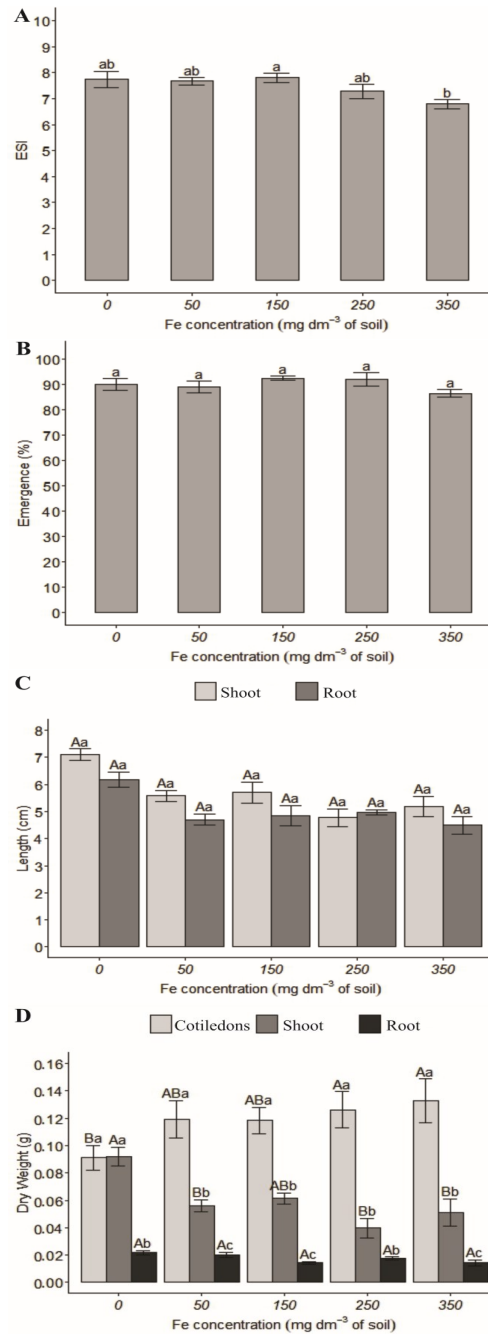 A
10
9
8
7
6
5
4
3
2
1
0
ESI
ab ab a ab b
0 50 150 250 350
Fe concentration (mg dm⁻³ of soil)
B
100
90
80
70
60
50
40
30
20
10
0
Emergence (%)
a a a a a
0 50 150 250 350
Fe concentration (mg dm⁻³ of soil)
C
Shoot Root
8
7
6
5
4
3
2
1
0
Length (cm)
Aa Aa Aa Aa Aa Aa Aa Aa Aa Aa
0 50 150 250 350
Fe concentration (mg dm⁻³ of soil)
D
Cotiledons Shoot Root
0.16
0.14
0.12
0.10
0.08
0.06
0.04
0.02
0.00
Dry Weight (g)
Ba Aa Ab ABa Bb Ac ABa ABb Ac Aa Bb Ab Aa Bb Ac
0 50 150 250 350
Fe concentration (mg dm⁻³ of soil)